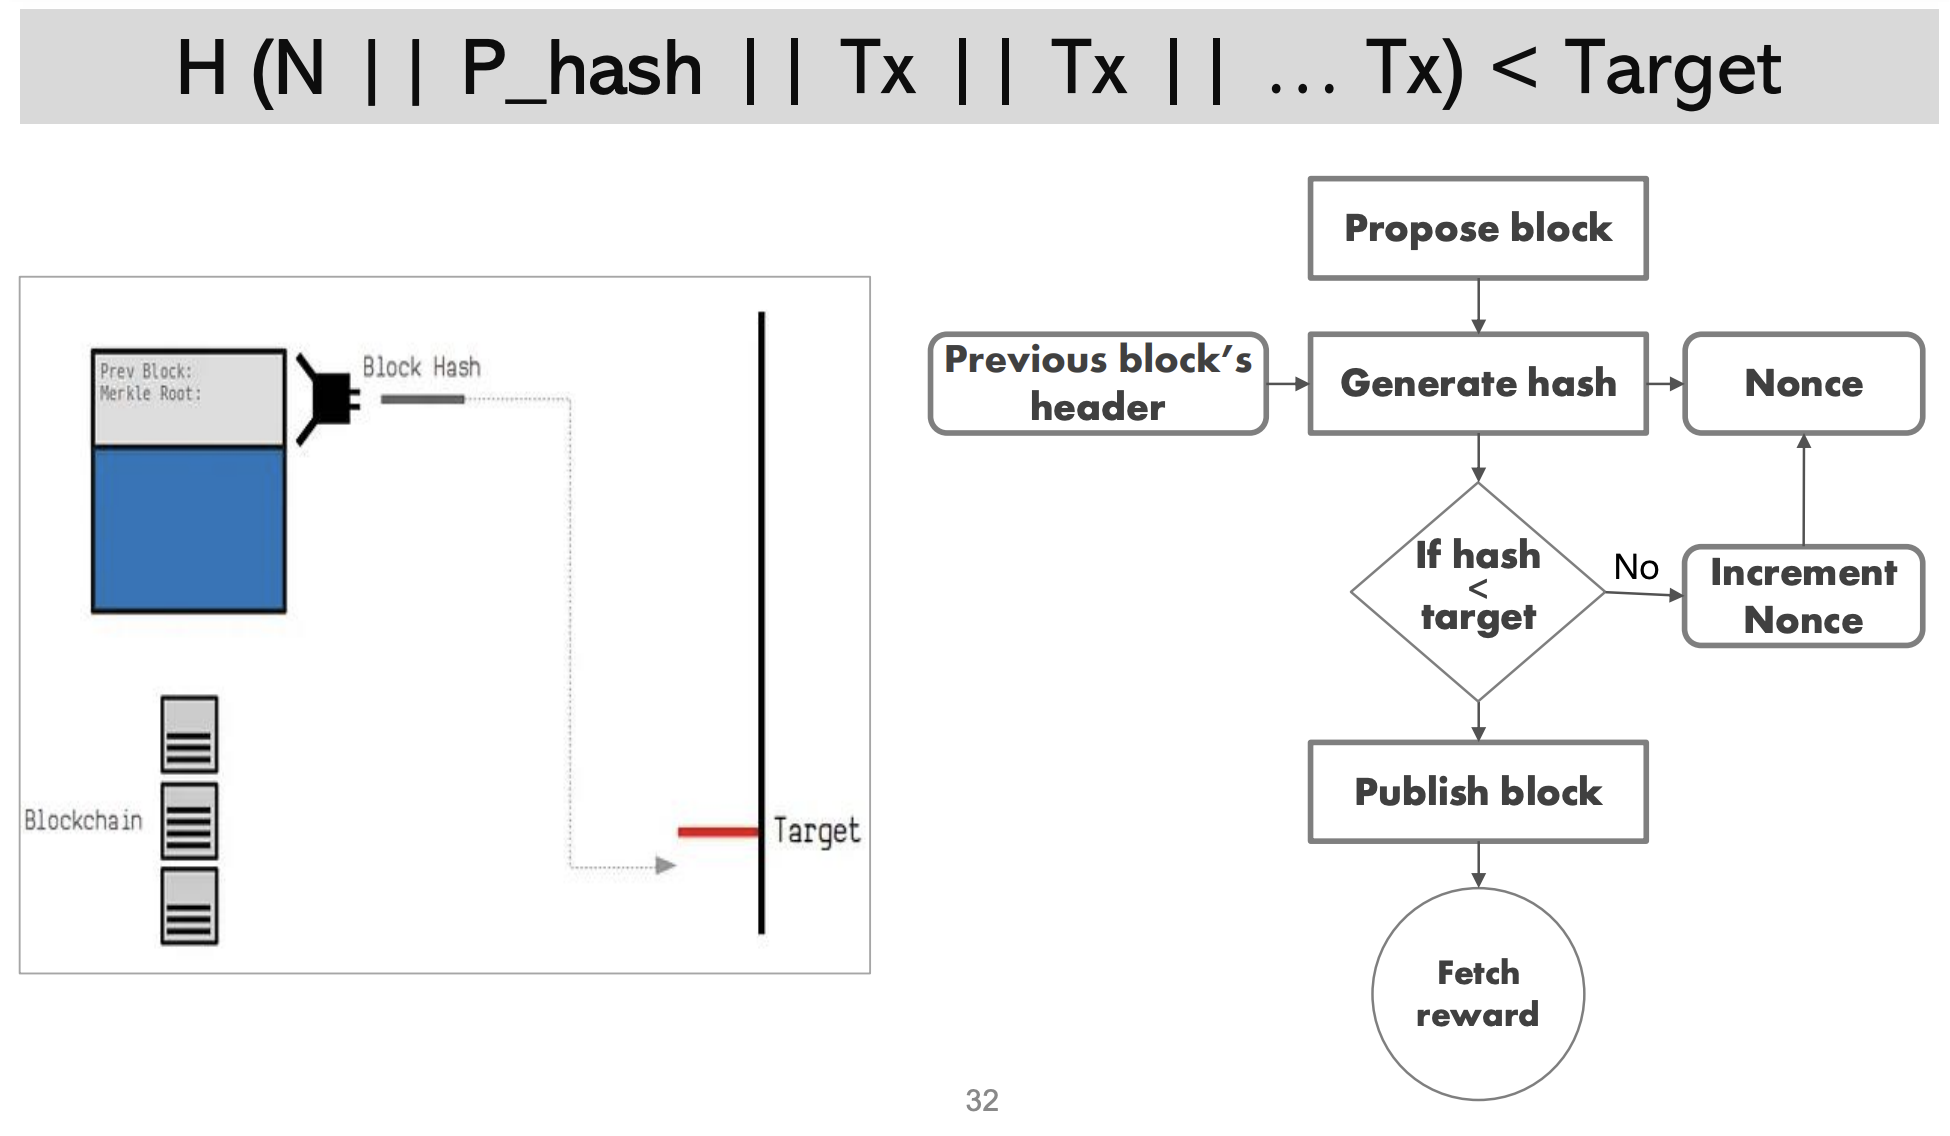 H (N || P_hash || Tx || Tx || ... Tx) < Target
Prev Block:
Merkle Root:
Block Hash
Blockchain
Target
Propose block
Previous block’s
header
Generate hash
Nonce
If hash
<
target
No
Increment
Nonce
Publish block
Fetch
reward
32